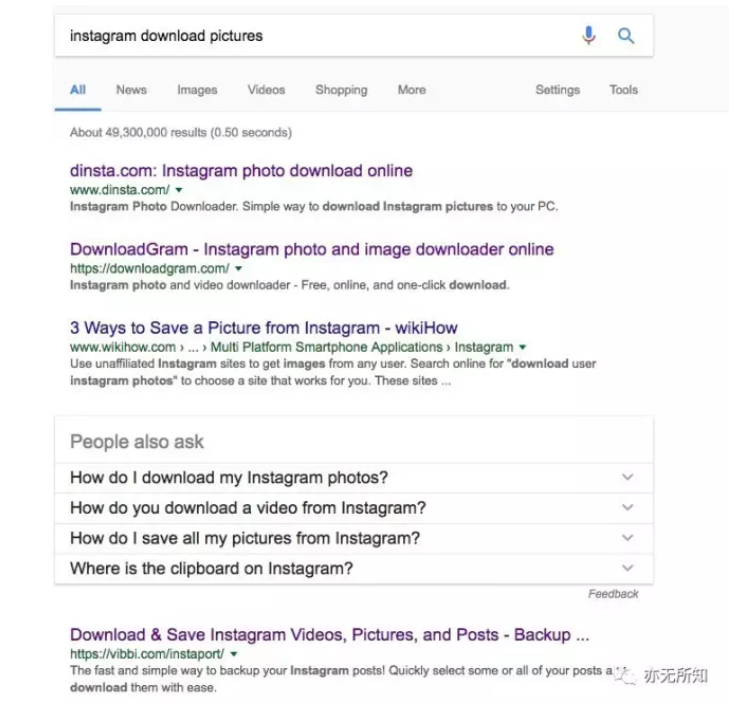 instagram download pictures
All News Images Videos Shopping More Settings Tools
About 49,300,000 results (0.50 seconds)
dinsta.com: Instagram photo download online
www.dinsta.com/
Instagram Photo Downloader. Simple way to download Instagram pictures to your PC.
DownloadGram - Instagram photo and image downloader online
https://downloadgram.com/
Instagram photo and video downloader - Free, online, and one-click download.
3 Ways to Save a Picture from Instagram - wikiHow
www.wikihow.com › ... › Multi Platform Smartphone Applications › Instagram
Use unaffiliated Instagram sites to get images from any user. Search online for "download user
instagram photos" to choose a site that works for you. These sites ...
People also ask
How do I download my Instagram photos?
How do you download a video from Instagram?
How do I save all my pictures from Instagram?
Where is the clipboard on Instagram?
Feedback
Download & Save Instagram Videos, Pictures, and Posts - Backup ...
https://vibbi.com/instaport/
The fast and simple way to backup your Instagram posts! Quickly select some or all of your posts
download them with ease.
亦无所知